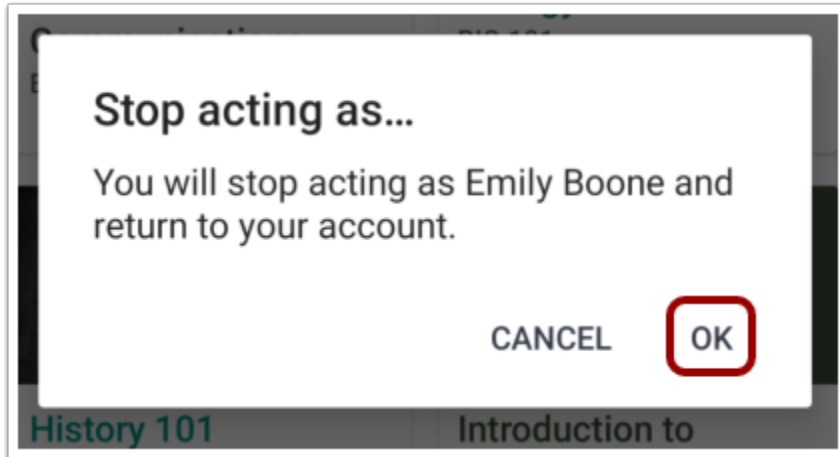 Stop acting as...
You will stop acting as Emily Boone and
return to your account.
CANCEL OK
History 101 Introduction to